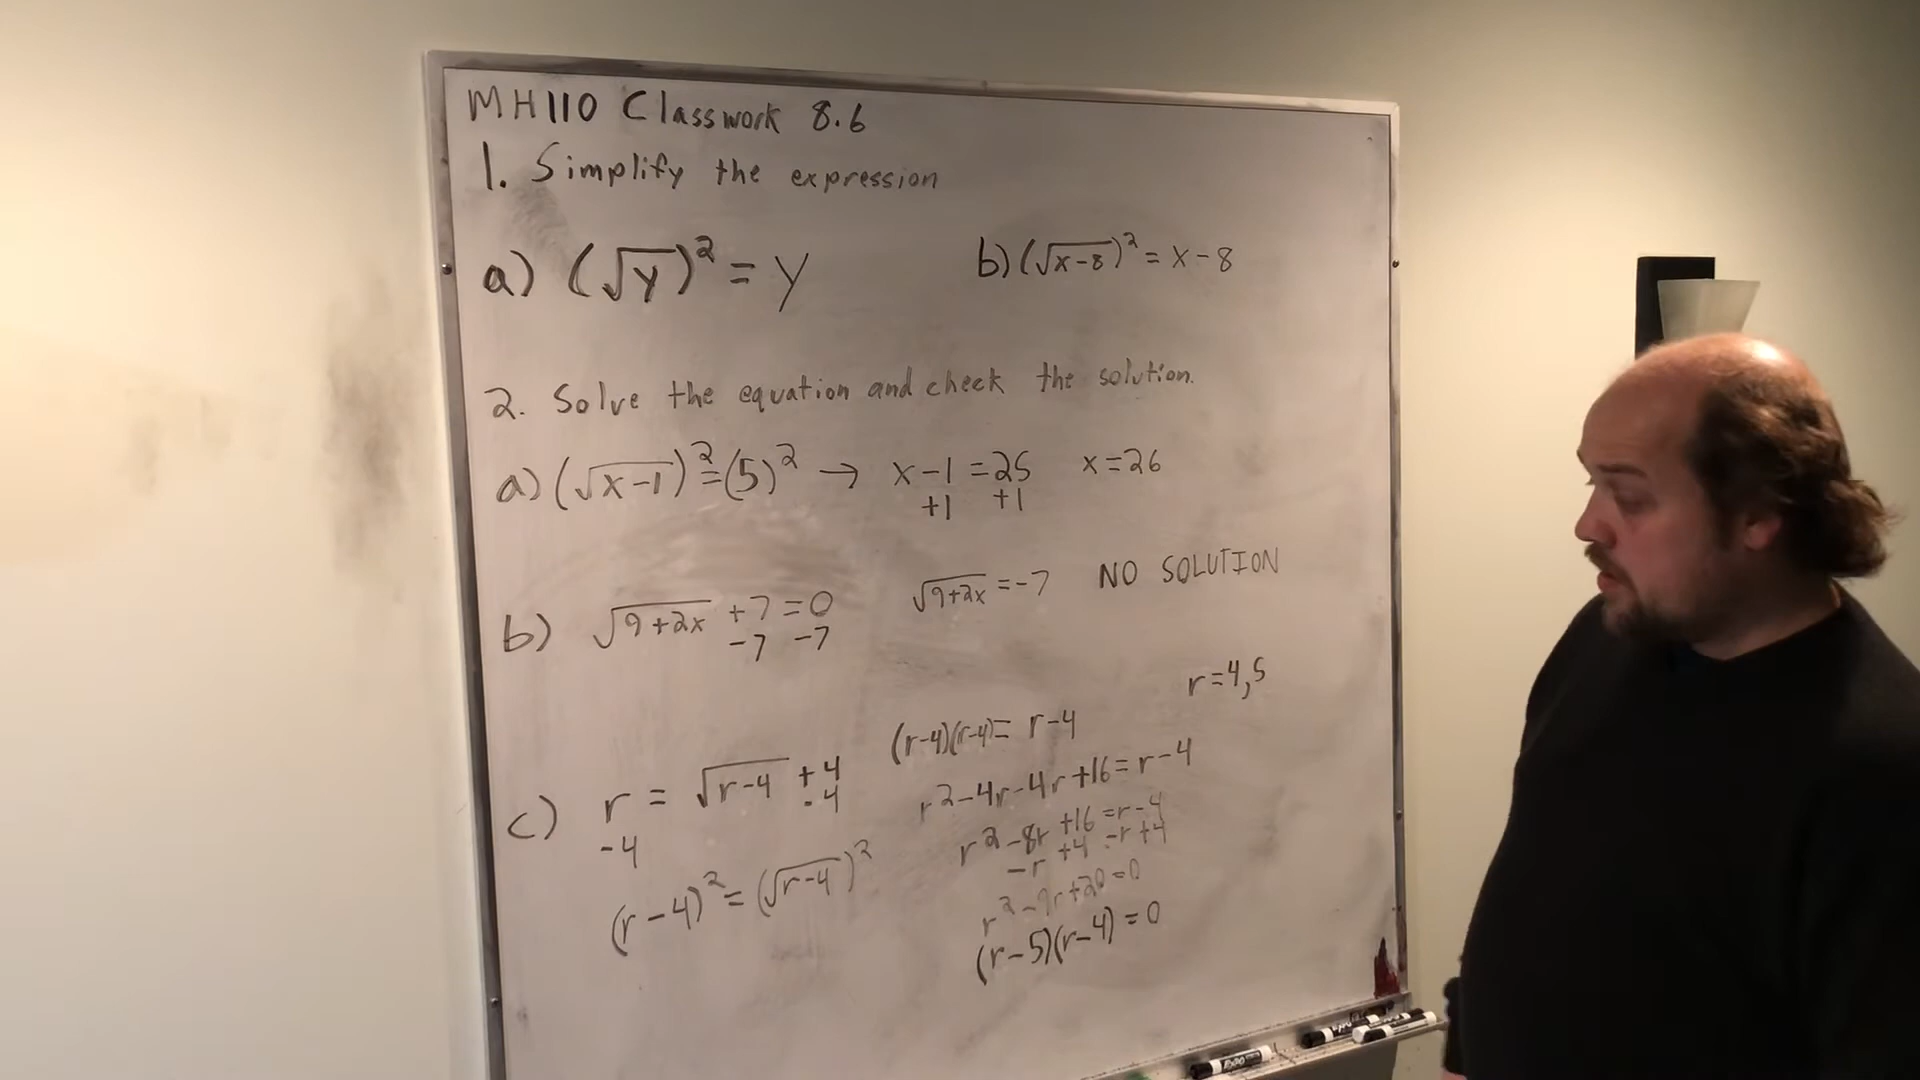 MH110 Classwork 8.6
1. Simplify the expression
a) (√y)² = y
b) (√x-8)² = x-8
2. Solve the equation and check the solution.
a) (√x-1)² = (5)² → x-1 = 25 x=26
+1 +1
b) √9+2x +7 = 0 √9+2x = -7 NO SOLUTION
-7 -7
c) r = √r-4 +4
-4 -4
(r-4)² = (√r-4)²
(r-4)(r-4) = r-4
r²-4r-4r+16 = r-4
r²-8r+16 = r-4
-r +4 -r +4
r²-9r+20 = 0
(r-5)(r-4) = 0
r=4,5
EXPO